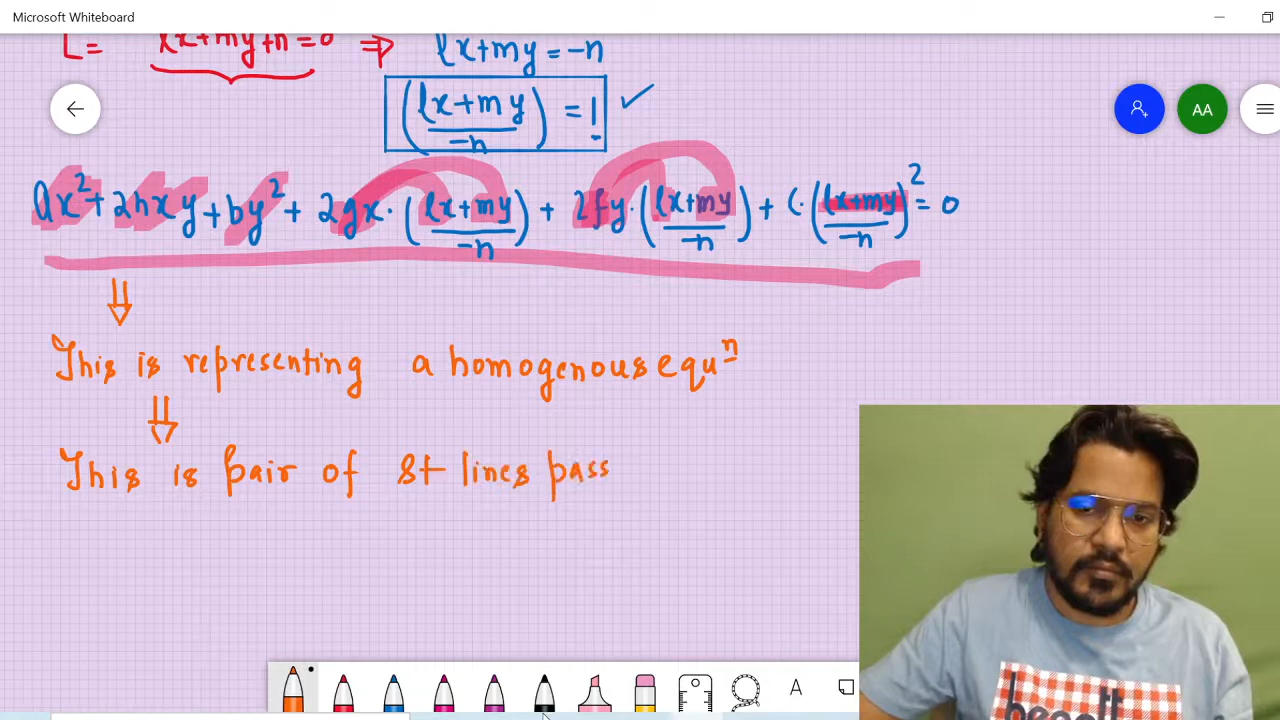 Microsoft Whiteboard
L = lx+my+n=0 ⇒ lx+my = -n
(lx+my/-n) = 1 ✓
AA
ax²+2hxy+by²+2gx·(lx+my/-n)+2fy·(lx+my/-n)+c·(lx+my/-n)²=0
⇓
This is representing a homogenous equⁿ
⇓
This is pair of st lines pass
A